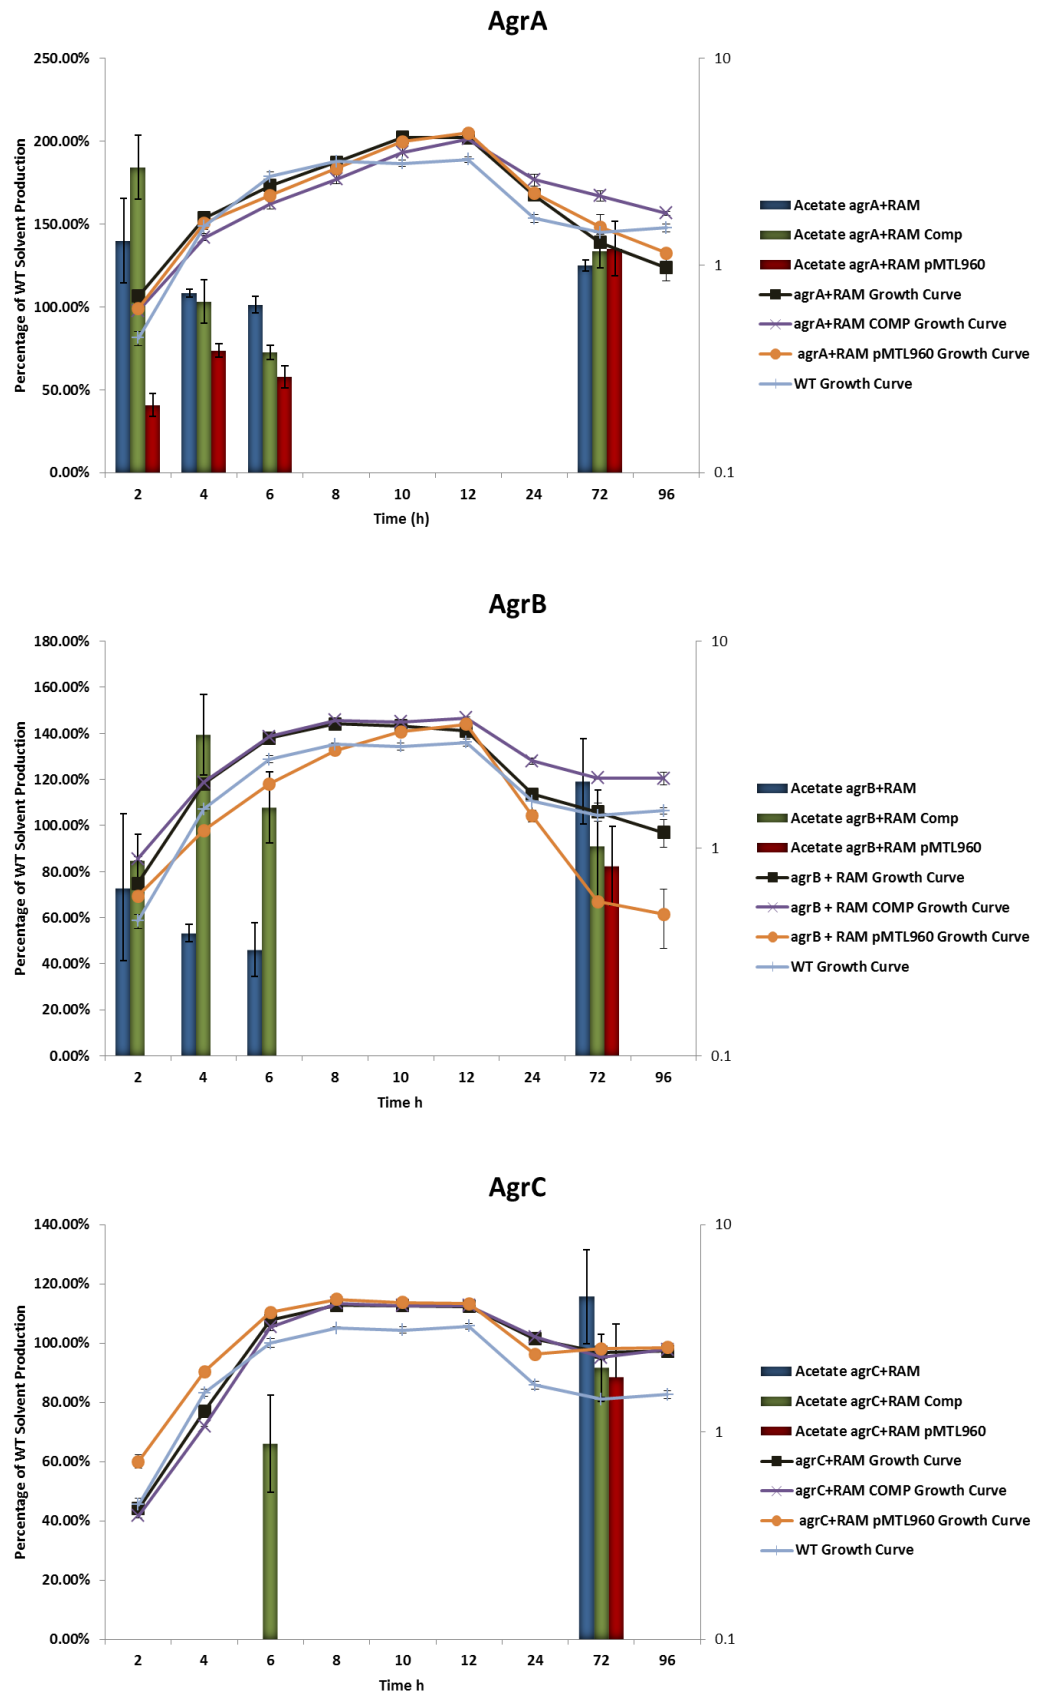 AgrA
250.00%
200.00%
150.00%
100.00%
50.00%
0.00%
Percentage of WT Solvent Production
10
1
0.1
2 4 6 8 10 12 24 72 96
Time (h)
Acetate agrA+RAM
Acetate agrA+RAM Comp
Acetate agrA+RAM pMTL960
agrA+RAM Growth Curve
agrA+RAM COMP Growth Curve
agrA+RAM pMTL960 Growth Curve
WT Growth Curve
AgrB
180.00%
160.00%
140.00%
120.00%
100.00%
80.00%
60.00%
40.00%
20.00%
0.00%
Percentage of WT Solvent Production
10
1
0.1
2 4 6 8 10 12 24 72 96
Time h
Acetate agrB+RAM
Acetate agrB+RAM Comp
Acetate agrB+RAM pMTL960
agrB + RAM Growth Curve
agrB + RAM COMP Growth Curve
agrB + RAM pMTL960 Growth Curve
WT Growth Curve
AgrC
140.00%
120.00%
100.00%
80.00%
60.00%
40.00%
20.00%
0.00%
Percentage of WT Solvent Production
10
1
0.1
2 4 6 8 10 12 24 72 96
Time h
Acetate agrC+RAM
Acetate agrC+RAM Comp
Acetate agrC+RAM pMTL960
agrC+RAM Growth Curve
agrC+RAM COMP Growth Curve
agrC+RAM pMTL960 Growth Curve
WT Growth Curve